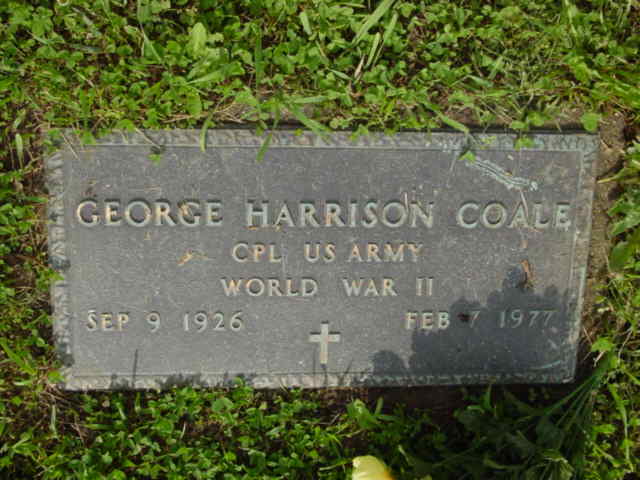 GEORGE HARRISON COALE
CPL US ARMY
WORLD WAR II
SEP 9 1926 FEB 7 1977